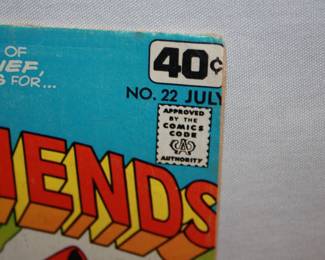 OF
IEF,
S FOR...
40¢
NO. 22 JULY
APPROVED
BY THE
COMICS
CODE
CA
AUTHORITY
IENDS